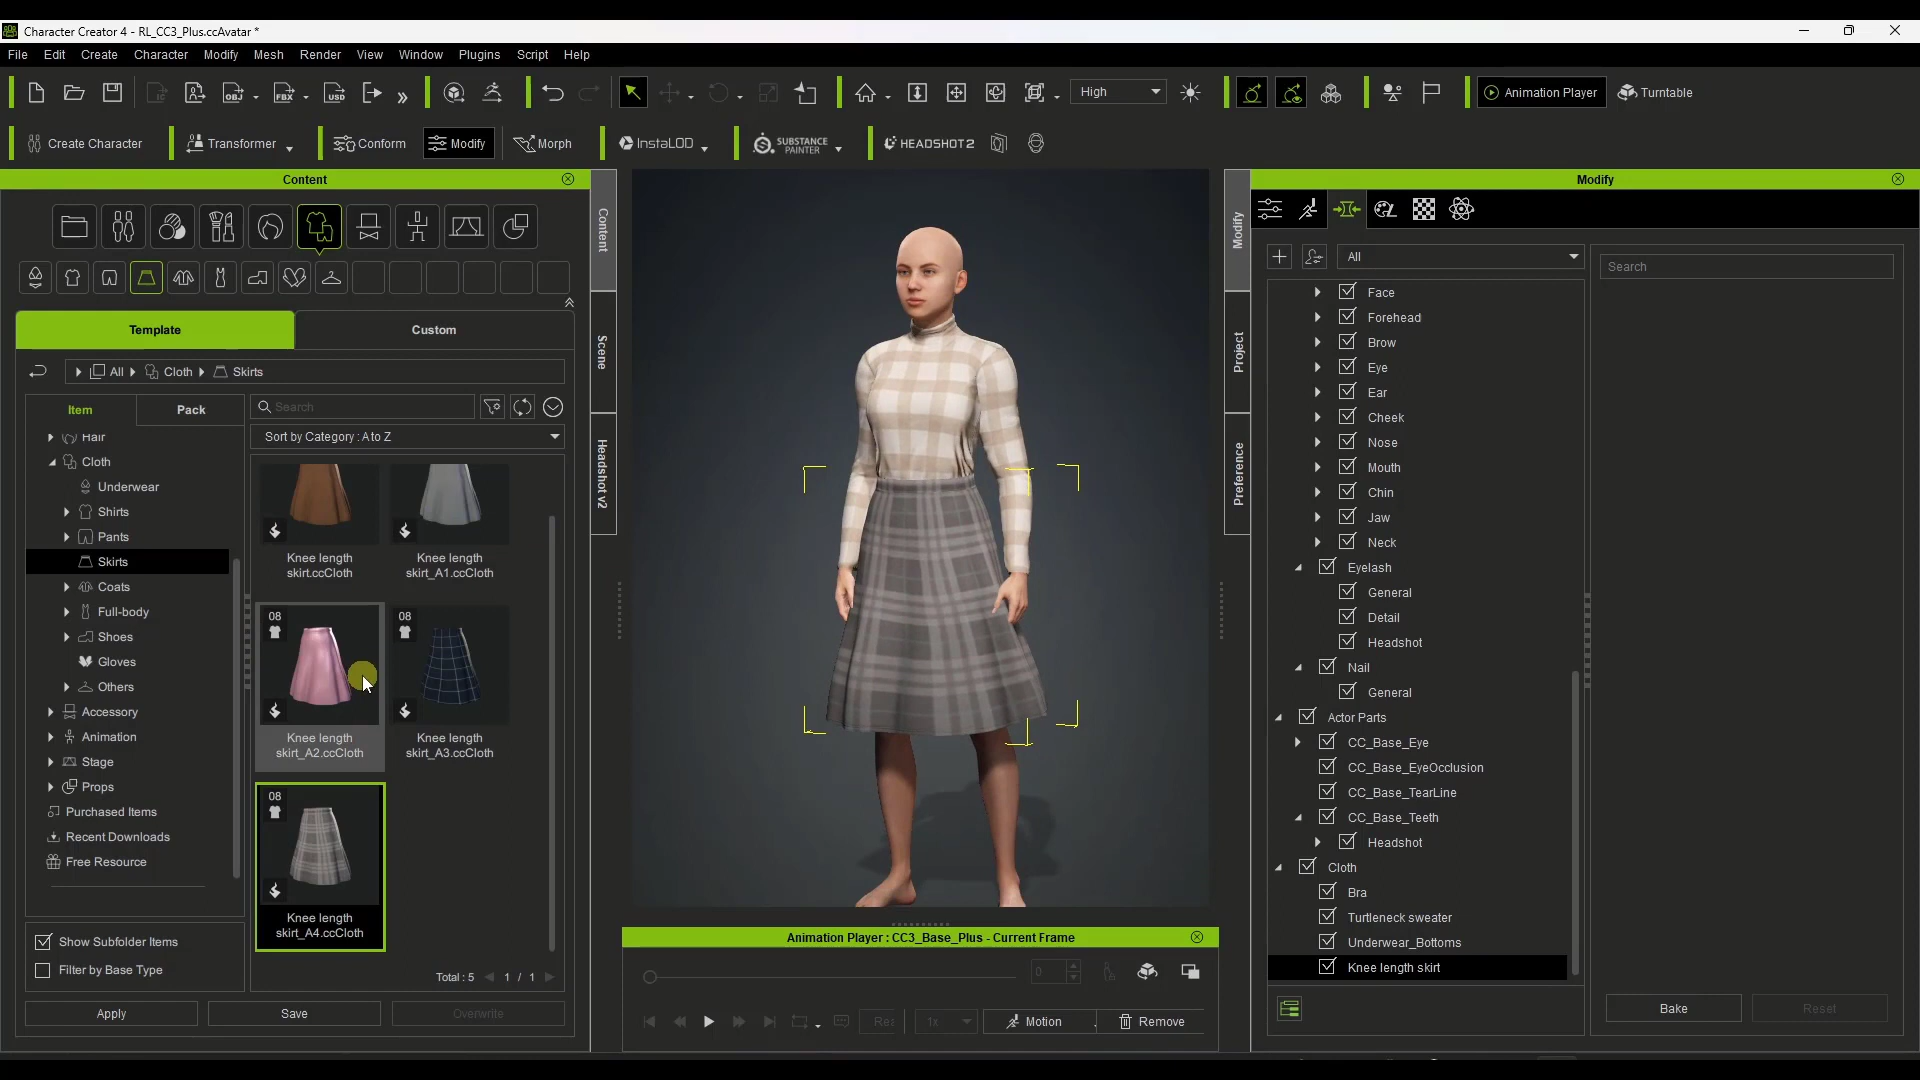 Character Creator 4 - RL_CC3_Plus.ccAvatar *
File Edit Create Character Modify Mesh Render View Window Plugins Script Help
OBJ FBX USD High Animation Player Turntable
Create Character Transformer Conform Modify Morph InstaLOD SUBSTANCE PAINTER HEADSHOT 2
Content
Template Custom
All Cloth Skirts
Item Pack
Search
Sort by Category : A to Z
Hair
Cloth
Underwear
Shirts
Pants
Skirts
Coats
Full-body
Shoes
Gloves
Others
Accessory
Animation
Stage
Props
Purchased Items
Recent Downloads
Free Resource
Show Subfolder Items
Filter by Base Type
Knee length
skirt.ccCloth
Knee length
skirt_A1.ccCloth
08
Knee length
skirt_A2.ccCloth
08
Knee length
skirt_A3.ccCloth
08
Knee length
skirt_A4.ccCloth
Total : 5 1 / 1
Apply Save Overwrite
Content
Scene
Headshot v2
Animation Player : CC3_Base_Plus - Current Frame
0
1x Motion Remove
Modify
Project
Preference
Modify
All
Search
Face
Forehead
Brow
Eye
Ear
Cheek
Nose
Mouth
Chin
Jaw
Neck
Eyelash
General
Detail
Headshot
Nail
General
Actor Parts
CC_Base_Eye
CC_Base_EyeOcclusion
CC_Base_TearLine
CC_Base_Teeth
Headshot
Cloth
Bra
Turtleneck sweater
Underwear_Bottoms
Knee length skirt
Bake Reset